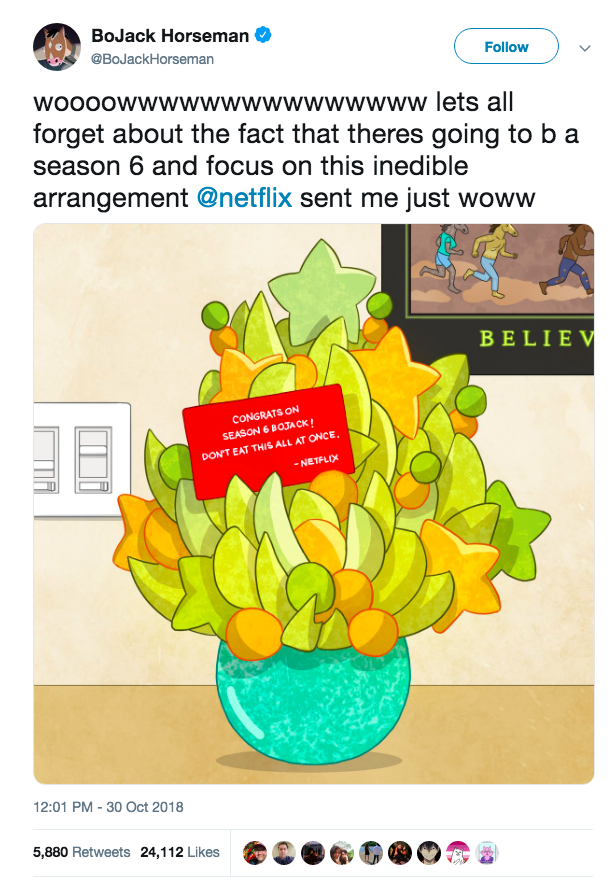 BoJack Horseman
@BoJackHorseman
Follow
woooowwwwwwwwwwwwwwww lets all
forget about the fact that theres going to b a
season 6 and focus on this inedible
arrangement @netflix sent me just woww
BELIEV
CONGRATS ON
SEASON 6 BOJACK!
DON'T EAT THIS ALL AT ONCE.
- NETFLIX
12:01 PM - 30 Oct 2018
5,880 Retweets 24,112 Likes